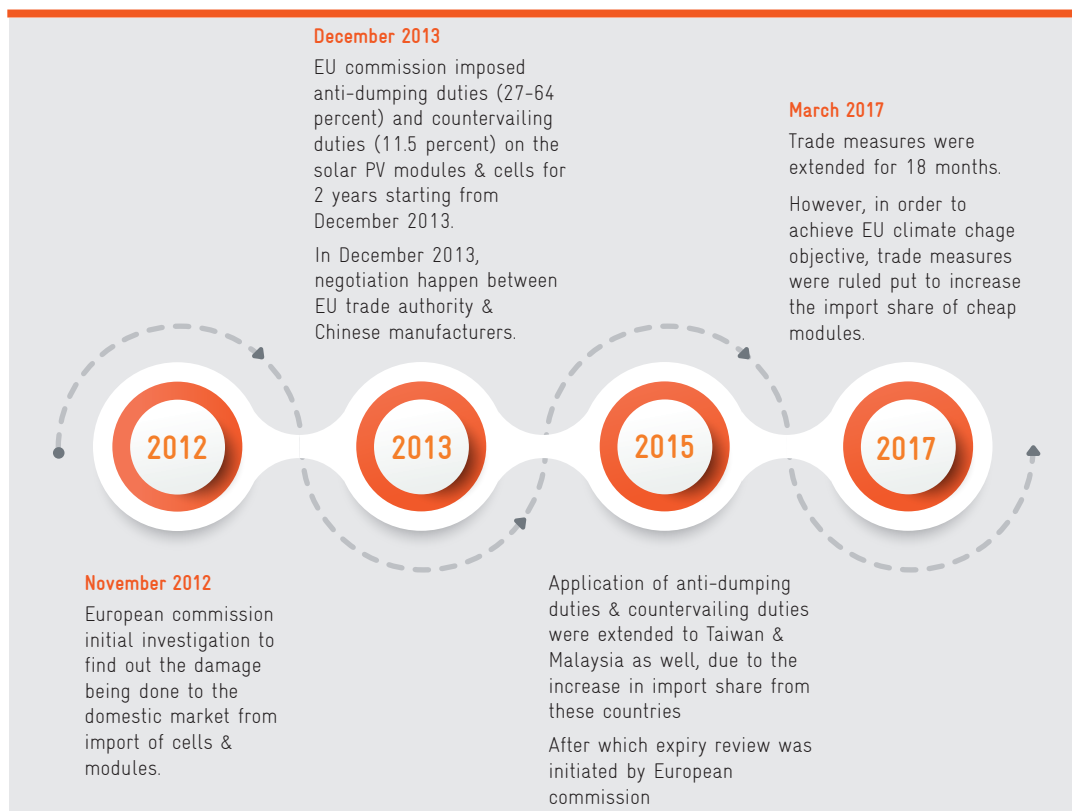 December 2013
EU commission imposed
anti-dumping duties (27-64
percent) and countervailing
duties (11.5 percent) on the
solar PV modules & cells for
2 years starting from
December 2013.
In December 2013,
negotiation happen between
EU trade authority &
Chinese manufacturers.
March 2017
Trade measures were
extended for 18 months.
However, in order to
achieve EU climate chage
objective, trade measures
were ruled put to increase
the import share of cheap
modules.
2012
2013
2015
2017
November 2012
European commission
initial investigation to
find out the damage
being done to the
domestic market from
import of cells &
modules.
Application of anti-dumping
duties & countervailing duties
were extended to Taiwan &
Malaysia as well, due to the
increase in import share from
these countries
After which expiry review was
initiated by European
commission